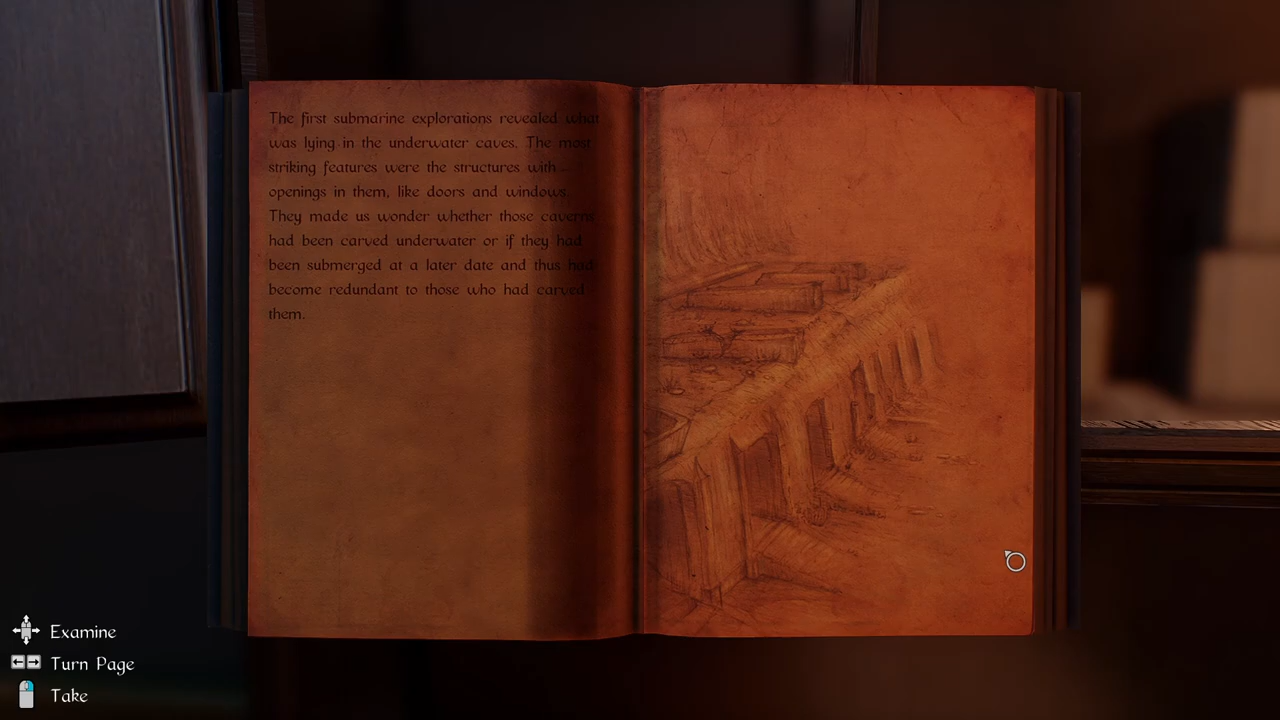 The first submarine explorations revealed what
was lying in the underwater caves. The most
striking features were the structures with
openings in them, like doors and windows.
They made us wonder whether those caverns
had been carved underwater or if they had
been submerged at a later date and thus had
become redundant to those who had carved
them.
Examine
Turn Page
Take